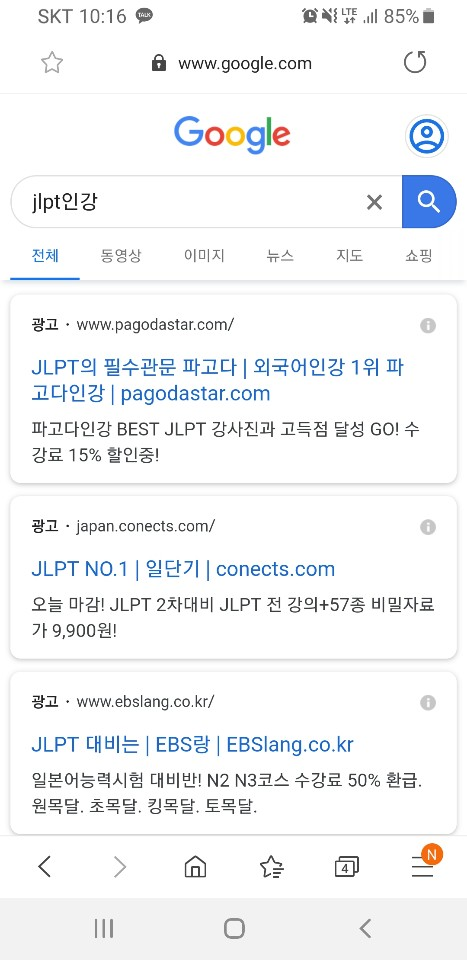 SKT 10:16 TALK LTE 85%
www.google.com
Google
jlpt인강
전체 동영상 이미지 뉴스 지도 쇼핑
광고 · www.pagodastar.com/
JLPT의 필수관문 파고다 | 외국어인강 1위 파
고다인강 | pagodastar.com
파고다인강 BEST JLPT 강사진과 고득점 달성 GO! 수
강료 15% 할인중!
광고 · japan.conects.com/
JLPT NO.1 | 일단기 | conects.com
오늘 마감! JLPT 2차대비 JLPT 전 강의+57종 비밀자료
가 9,900원!
광고 · www.ebslang.co.kr/
JLPT 대비는 | EBS랑 | EBSlang.co.kr
일본어능력시험 대비반! N2 N3코스 수강료 50% 환급.
원목달. 초목달. 킹목달. 토목달.
4 N